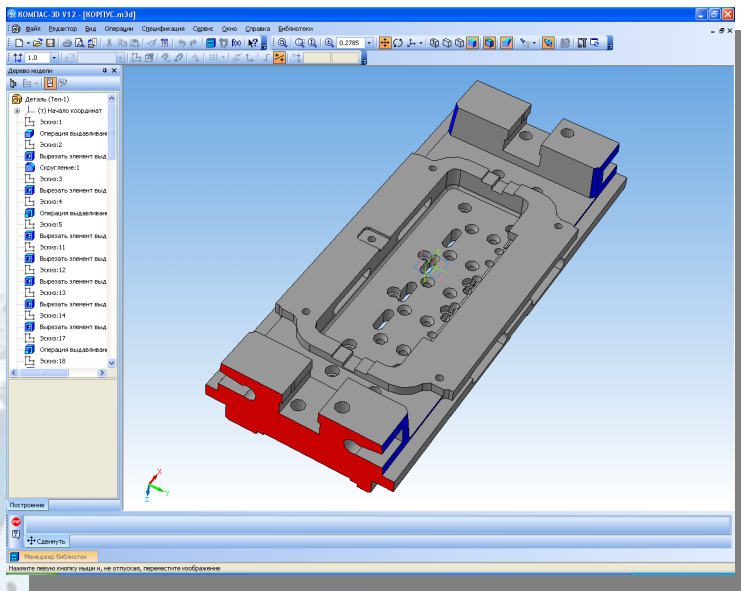 КОМПАС-3D V12 - [КОРПУС.m3d]
Файл Редактор Вид Операции Спецификация Сервис Окно Справка Библиотеки
0.2785
1.0
Дерево модели
Деталь (Тел-1)
(т) Начало координат
Эскиз:1
Операция выдавливани
Эскиз:2
Вырезать элемент выд
Скругление:1
Эскиз:3
Вырезать элемент выд
Эскиз:4
Операция выдавливани
Эскиз:5
Вырезать элемент выд
Эскиз:11
Вырезать элемент выд
Эскиз:12
Вырезать элемент выд
Эскиз:13
Вырезать элемент выд
Эскиз:14
Вырезать элемент выд
Эскиз:17
Операция выдавливани
Эскиз:18
X
Y
Z
Построение
STOP
Сдвинуть
Менеджер библиотек
Нажмите левую кнопку мыши и, не отпуская, переместите изображение